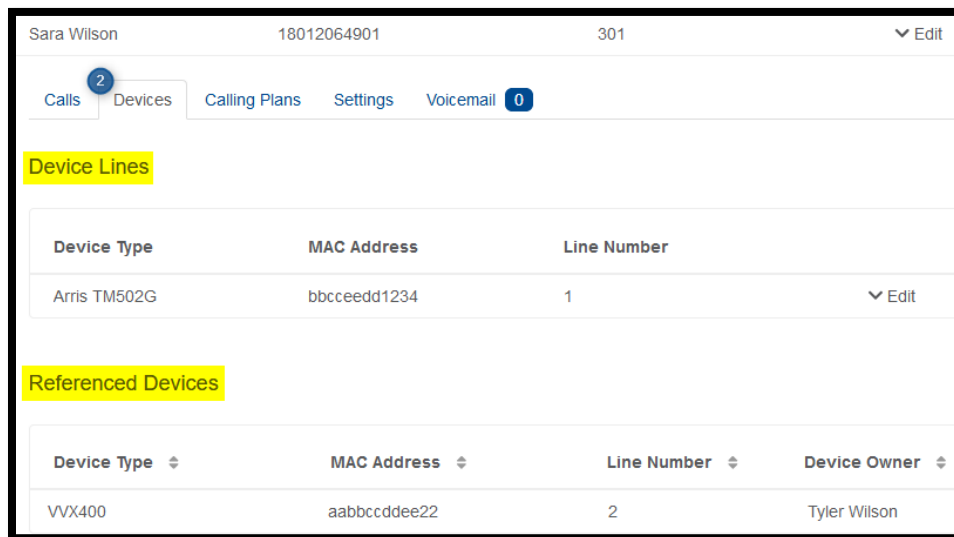 Sara Wilson 18012064901 301 Edit
2
Calls Devices Calling Plans Settings Voicemail 0
Device Lines
Device Type MAC Address Line Number
Arris TM502G bbcceedd1234 1 Edit
Referenced Devices
Device Type MAC Address Line Number Device Owner
VVX400 aabbccddee22 2 Tyler Wilson